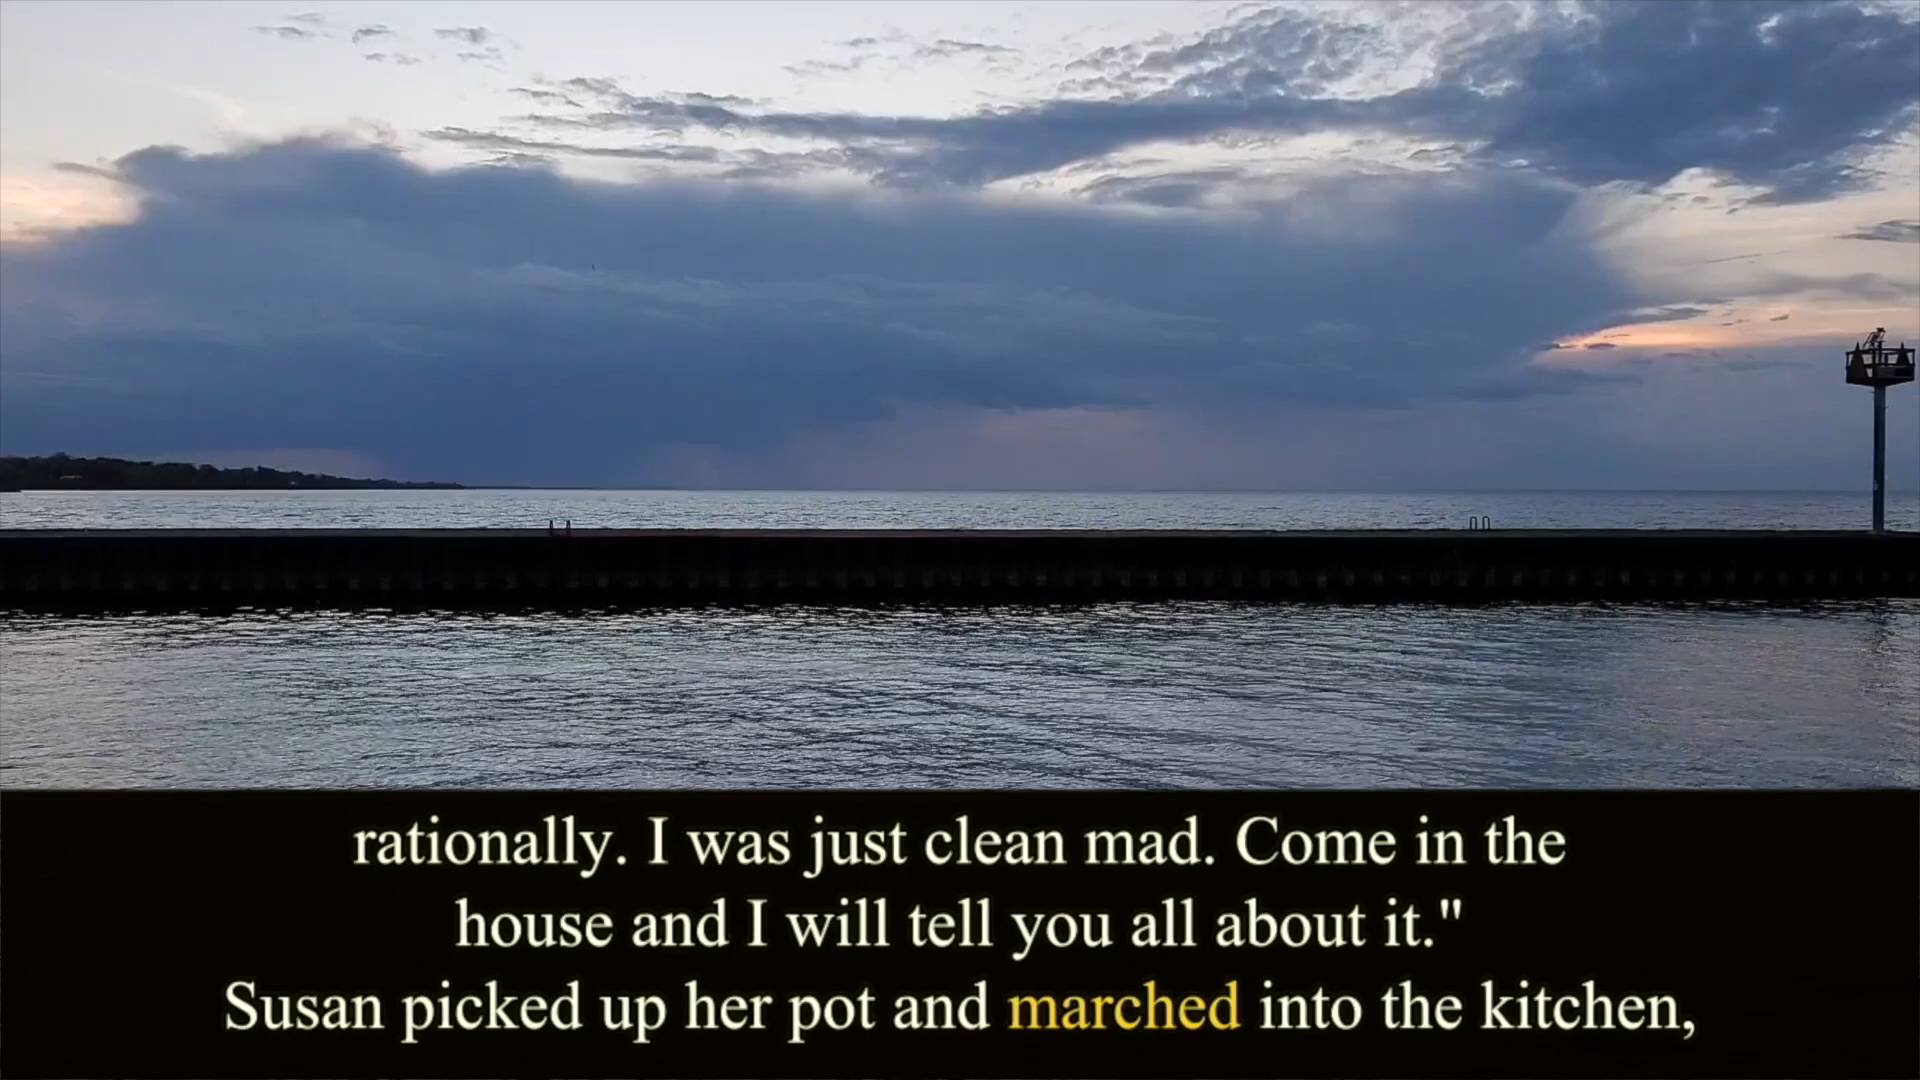 rationally. I was just clean mad. Come in the
house and I will tell you all about it."
Susan picked up her pot and marched into the kitchen,